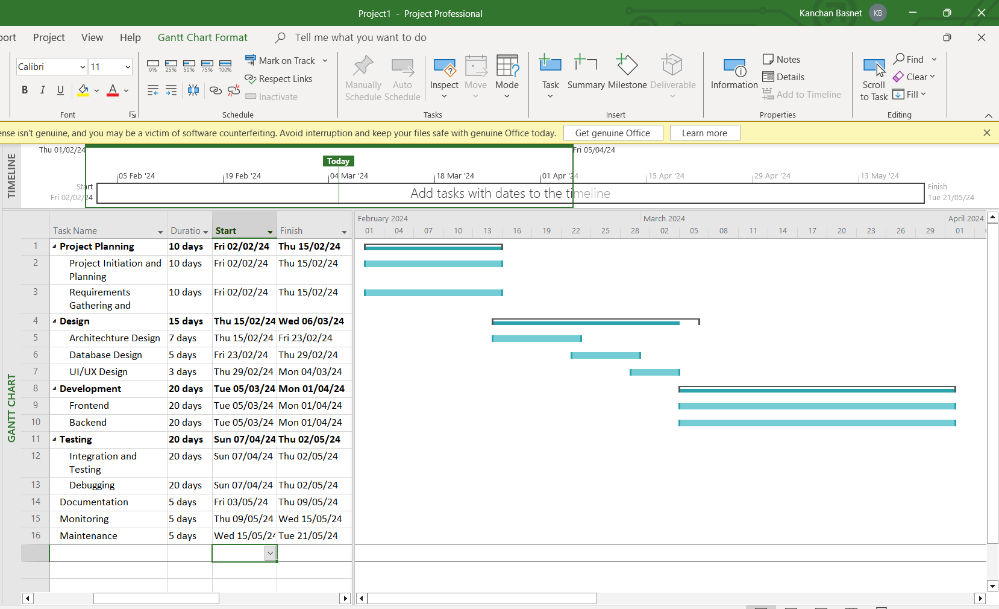 Project1 - Project Professional
Kanchan Basnet KB
ort Project View Help Gantt Chart Format Tell me what you want to do
Calibri 11
B I U A
Font
0% 25% 50% 75% 100%
Mark on Track
Respect Links
Inactivate
Schedule
Manually Schedule
Auto Schedule
Inspect
Move
Mode
Tasks
Task
Summary
Milestone
Deliverable
Insert
Information
Notes
Details
Add to Timeline
Properties
Scroll to Task
Find
Clear
Fill
Editing
ense isn't genuine, and you may be a victim of software counterfeiting. Avoid interruption and keep your files safe with genuine Office today. Get genuine Office Learn more
TIMELINE
Thu 01/02/24 Fri 05/04/24
Today
05 Feb '24 19 Feb '24 04 Mar '24 18 Mar '24 01 Apr '24 15 Apr '24 29 Apr '24 13 May '24
Start
Fri 02/02/24
Add tasks with dates to the timeline
Finish
Tue 21/05/24
GANTT CHART
Task Name Duratio Start Finish
February 2024 March 2024 April 2024
01 04 07 10 13 16 19 22 25 28 02 05 08 11 14 17 20 23 26 29 01
1 Project Planning 10 days Fri 02/02/24 Thu 15/02/24
2 Project Initiation and 10 days Fri 02/02/24 Thu 15/02/24
Planning
3 Requirements 10 days Fri 02/02/24 Thu 15/02/24
Gathering and
4 Design 15 days Thu 15/02/24 Wed 06/03/24
5 Architechture Design 7 days Thu 15/02/24 Fri 23/02/24
6 Database Design 5 days Fri 23/02/24 Thu 29/02/24
7 UI/UX Design 3 days Thu 29/02/24 Mon 04/03/24
8 Development 20 days Tue 05/03/24 Mon 01/04/24
9 Frontend 20 days Tue 05/03/24 Mon 01/04/24
10 Backend 20 days Tue 05/03/24 Mon 01/04/24
11 Testing 20 days Sun 07/04/24 Thu 02/05/24
12 Integration and 20 days Sun 07/04/24 Thu 02/05/24
Testing
13 Debugging 20 days Sun 07/04/24 Thu 02/05/24
14 Documentation 5 days Fri 03/05/24 Thu 09/05/24
15 Monitoring 5 days Thu 09/05/24 Wed 15/05/24
16 Maintenance 5 days Wed 15/05/24 Tue 21/05/24